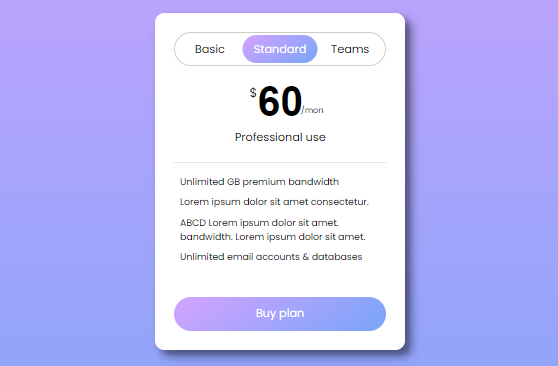 Basic Standard Teams
$60/mon
Professional use
Unlimited GB premium bandwidth
Lorem ipsum dolor sit amet consectetur.
ABCD Lorem ipsum dolor sit amet.
bandwidth. Lorem ipsum dolor sit amet.
Unlimited email accounts & databases
Buy plan